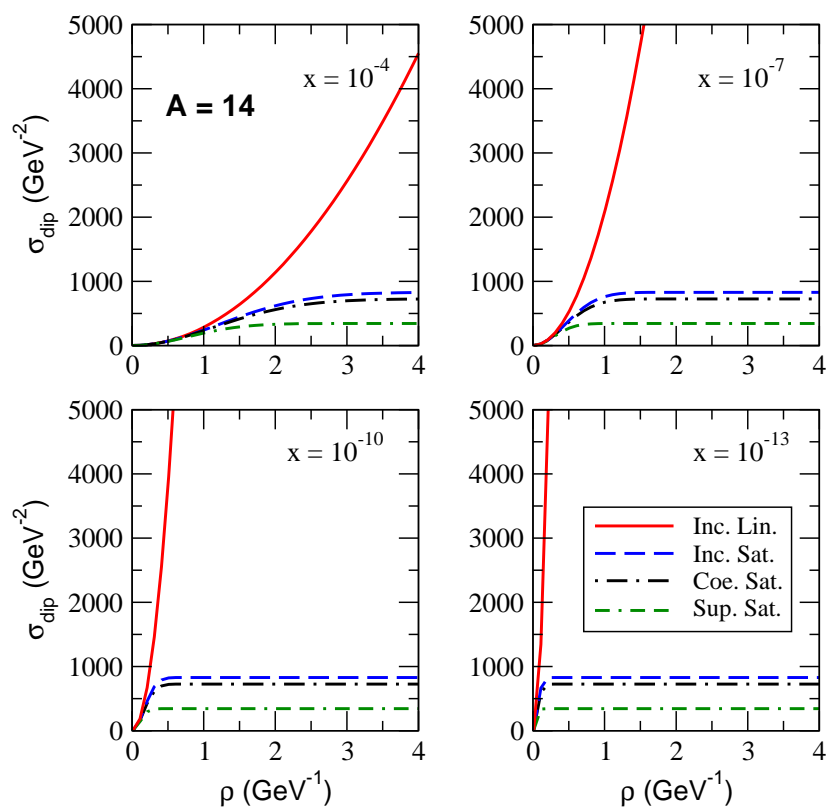 5000
4000
3000
2000
1000
0
0 1 2 3 4
σdip (GeV⁻²)
x = 10⁻⁴
A = 14
5000
4000
3000
2000
1000
0
0 1 2 3 4
x = 10⁻⁷
5000
4000
3000
2000
1000
0
0 1 2 3 4
σdip (GeV⁻²)
ρ (GeV⁻¹)
x = 10⁻¹⁰
5000
4000
3000
2000
1000
0
0 1 2 3 4
ρ (GeV⁻¹)
x = 10⁻¹³
Inc. Lin.
Inc. Sat.
Coe. Sat.
Sup. Sat.